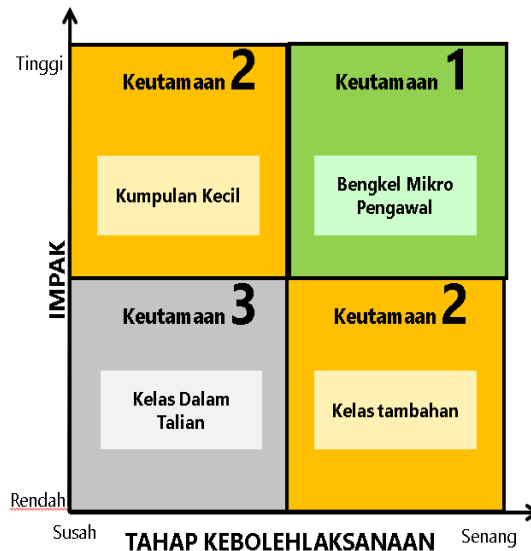 Tinggi
Keutamaan 2
Keutamaan 1
Kumpulan Kecil
Bengkel Mikro
Pengawal
IMPAK
Keutamaan 3
Keutamaan 2
Kelas Dalam
Talian
Kelas tambahan
Rendah
Susah
TAHAP KEBOLEHLAKSANAAN
Senang